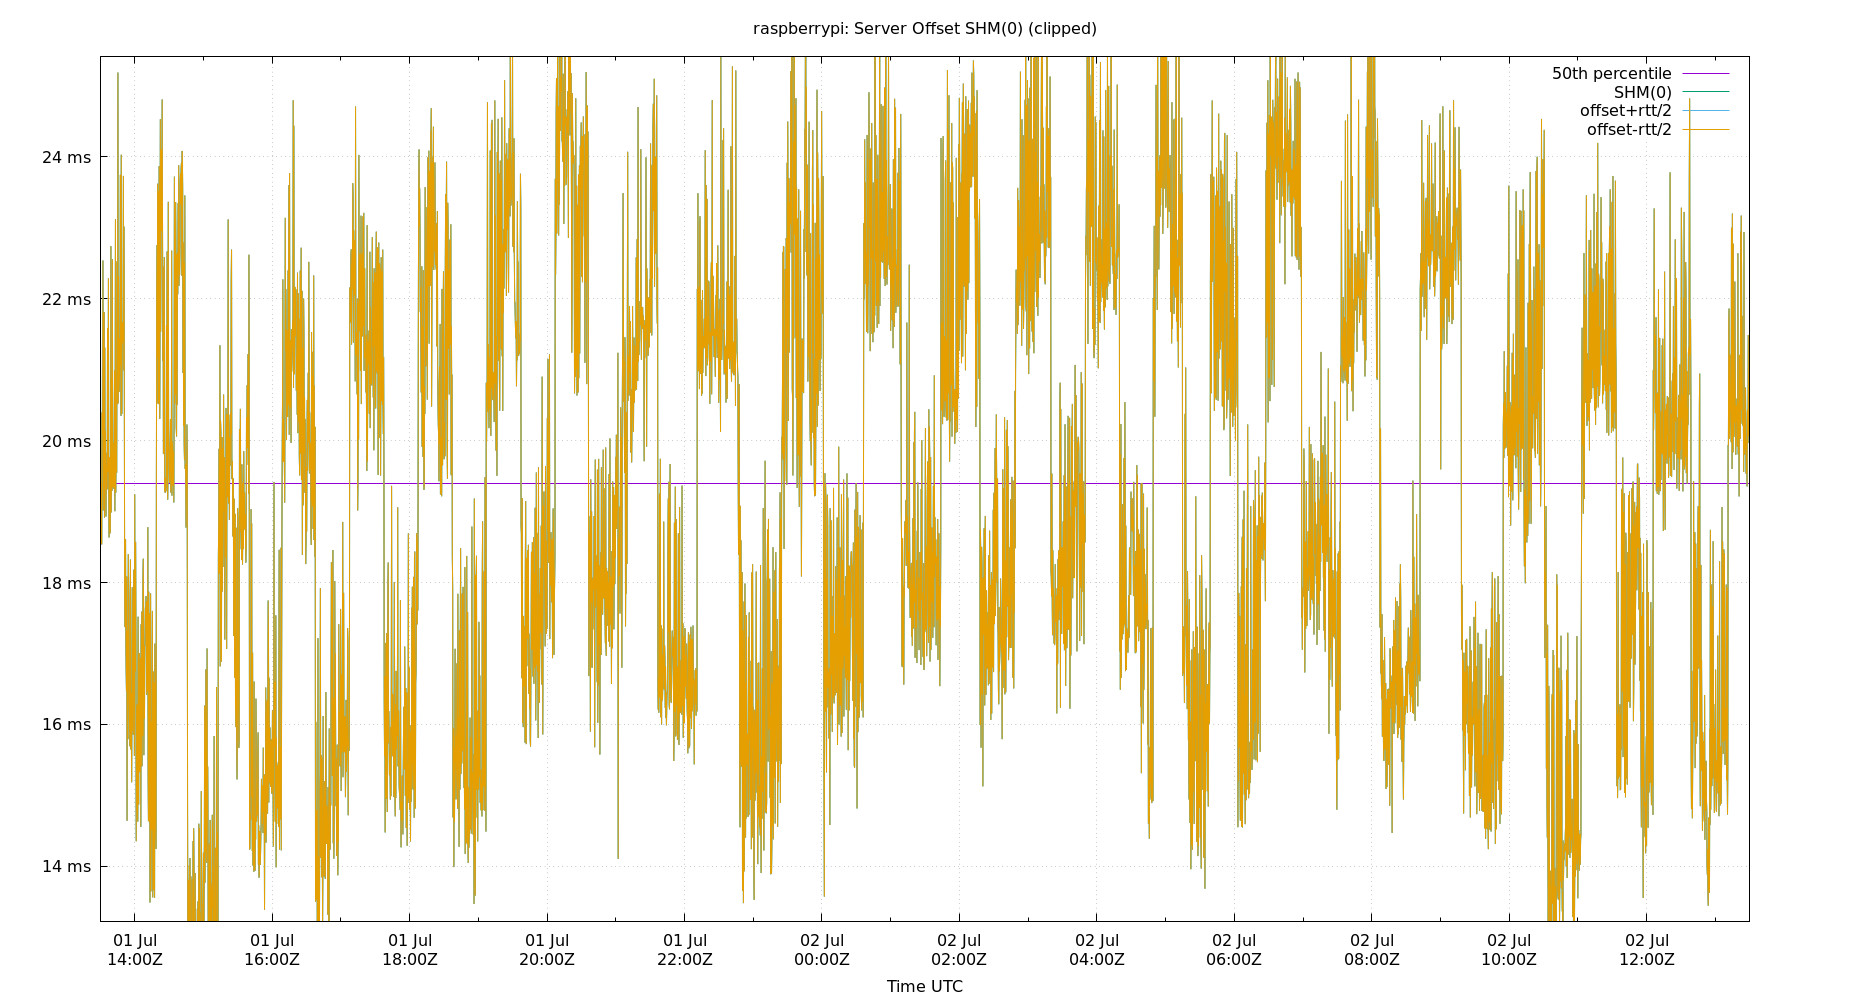 raspberrypi: Server Offset SHM(0) (clipped)
50th percentile
SHM(0)
offset+rtt/2
offset-rtt/2
24 ms
22 ms
20 ms
18 ms
16 ms
14 ms
01 Jul 01 Jul 01 Jul 01 Jul 01 Jul 02 Jul 02 Jul 02 Jul 02 Jul 02 Jul 02 Jul 02 Jul
14:00Z 16:00Z 18:00Z 20:00Z 22:00Z 00:00Z 02:00Z 04:00Z 06:00Z 08:00Z 10:00Z 12:00Z
Time UTC